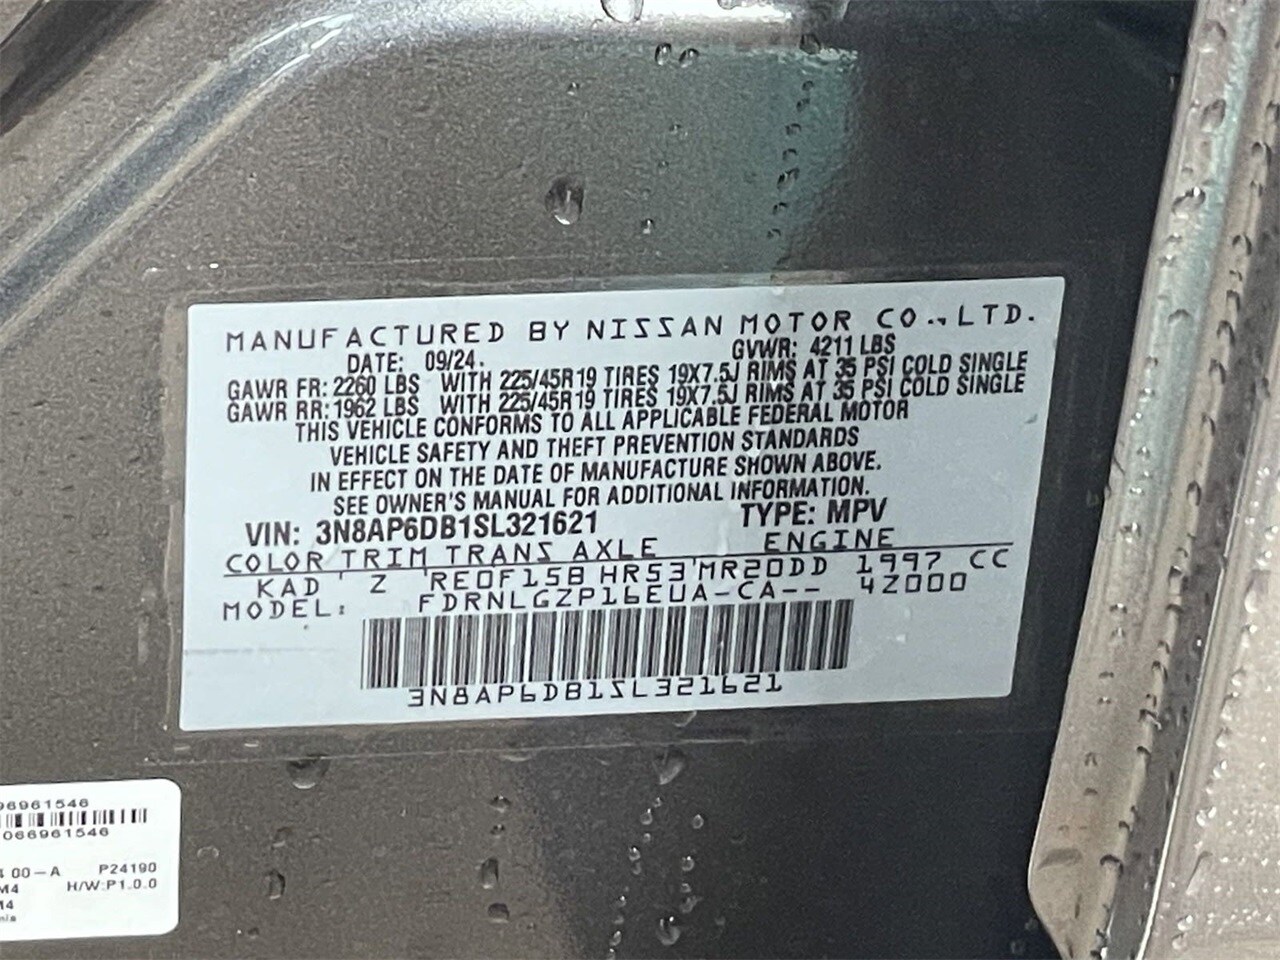 MANUFACTURED BY NISSAN MOTOR CO., LTD.
DATE: 09/24. GVWR: 4211 LBS
GAWR FR: 2260 LBS WITH 225/45R19 TIRES 19X7.5J RIMS AT 35 PSI COLD SINGLE
GAWR RR: 1962 LBS WITH 225/45R19 TIRES 19X7.5J RIMS AT 35 PSI COLD SINGLE
THIS VEHICLE CONFORMS TO ALL APPLICABLE FEDERAL MOTOR
VEHICLE SAFETY AND THEFT PREVENTION STANDARDS
IN EFFECT ON THE DATE OF MANUFACTURE SHOWN ABOVE.
SEE OWNER'S MANUAL FOR ADDITIONAL INFORMATION.
VIN: 3N8AP6DB1SL321621 TYPE: MPV
COLOR TRIM TRANS AXLE ENGINE
KAD Z RE0F15B HR53 MR20DD 1997 CC
MODEL: FDRNLGZP16EUA-CA-- 42000
3N8AP6DB1SL321621
96961546
066961546
00-A P24190
M4 H/W:P1.0.0